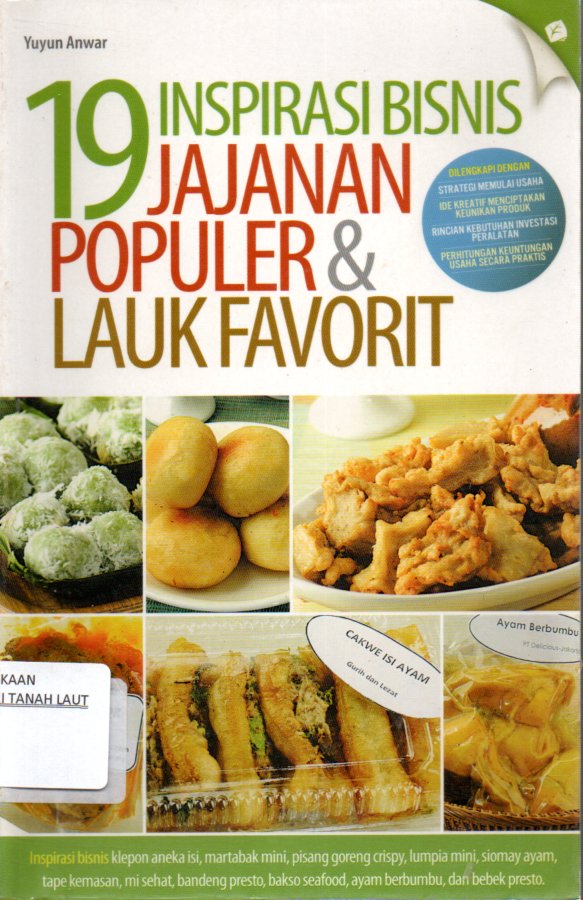 Yuyun Anwar
19 INSPIRASI BISNIS
JAJANAN
POPULER &
LAUK FAVORIT
DILENGKAPI DENGAN
STRATEGI MEMULAI USAHA
IDE KREATIF MENCIPTAKAN
KEUNIKAN PRODUK
RINCIAN KEBUTUHAN INVESTASI
PERALATAN
PERHITUNGAN KEUNTUNGAN
USAHA SECARA PRAKTIS
CAKWE ISI AYAM
Gurih dan Lezat
Ayam Berbumbu
PT Delicious-Jakar
KAAN
I TANAH LAUT
Inspirasi bisnis klepon aneka isi, martabak mini, pisang goreng crispy, lumpia mini, siomay ayam,
tape kemasan, mi sehat, bandeng presto, bakso seafood, ayam berbumbu, dan bebek presto.